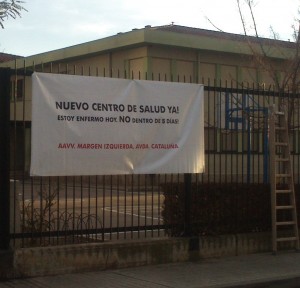 NUEVO CENTRO DE SALUD YA!
ESTOY ENFERMO HOY. NO DENTRO DE 8 DIAS!
AAVV. MARGEN IZQUIERDA. AVDA. CATALUÑA